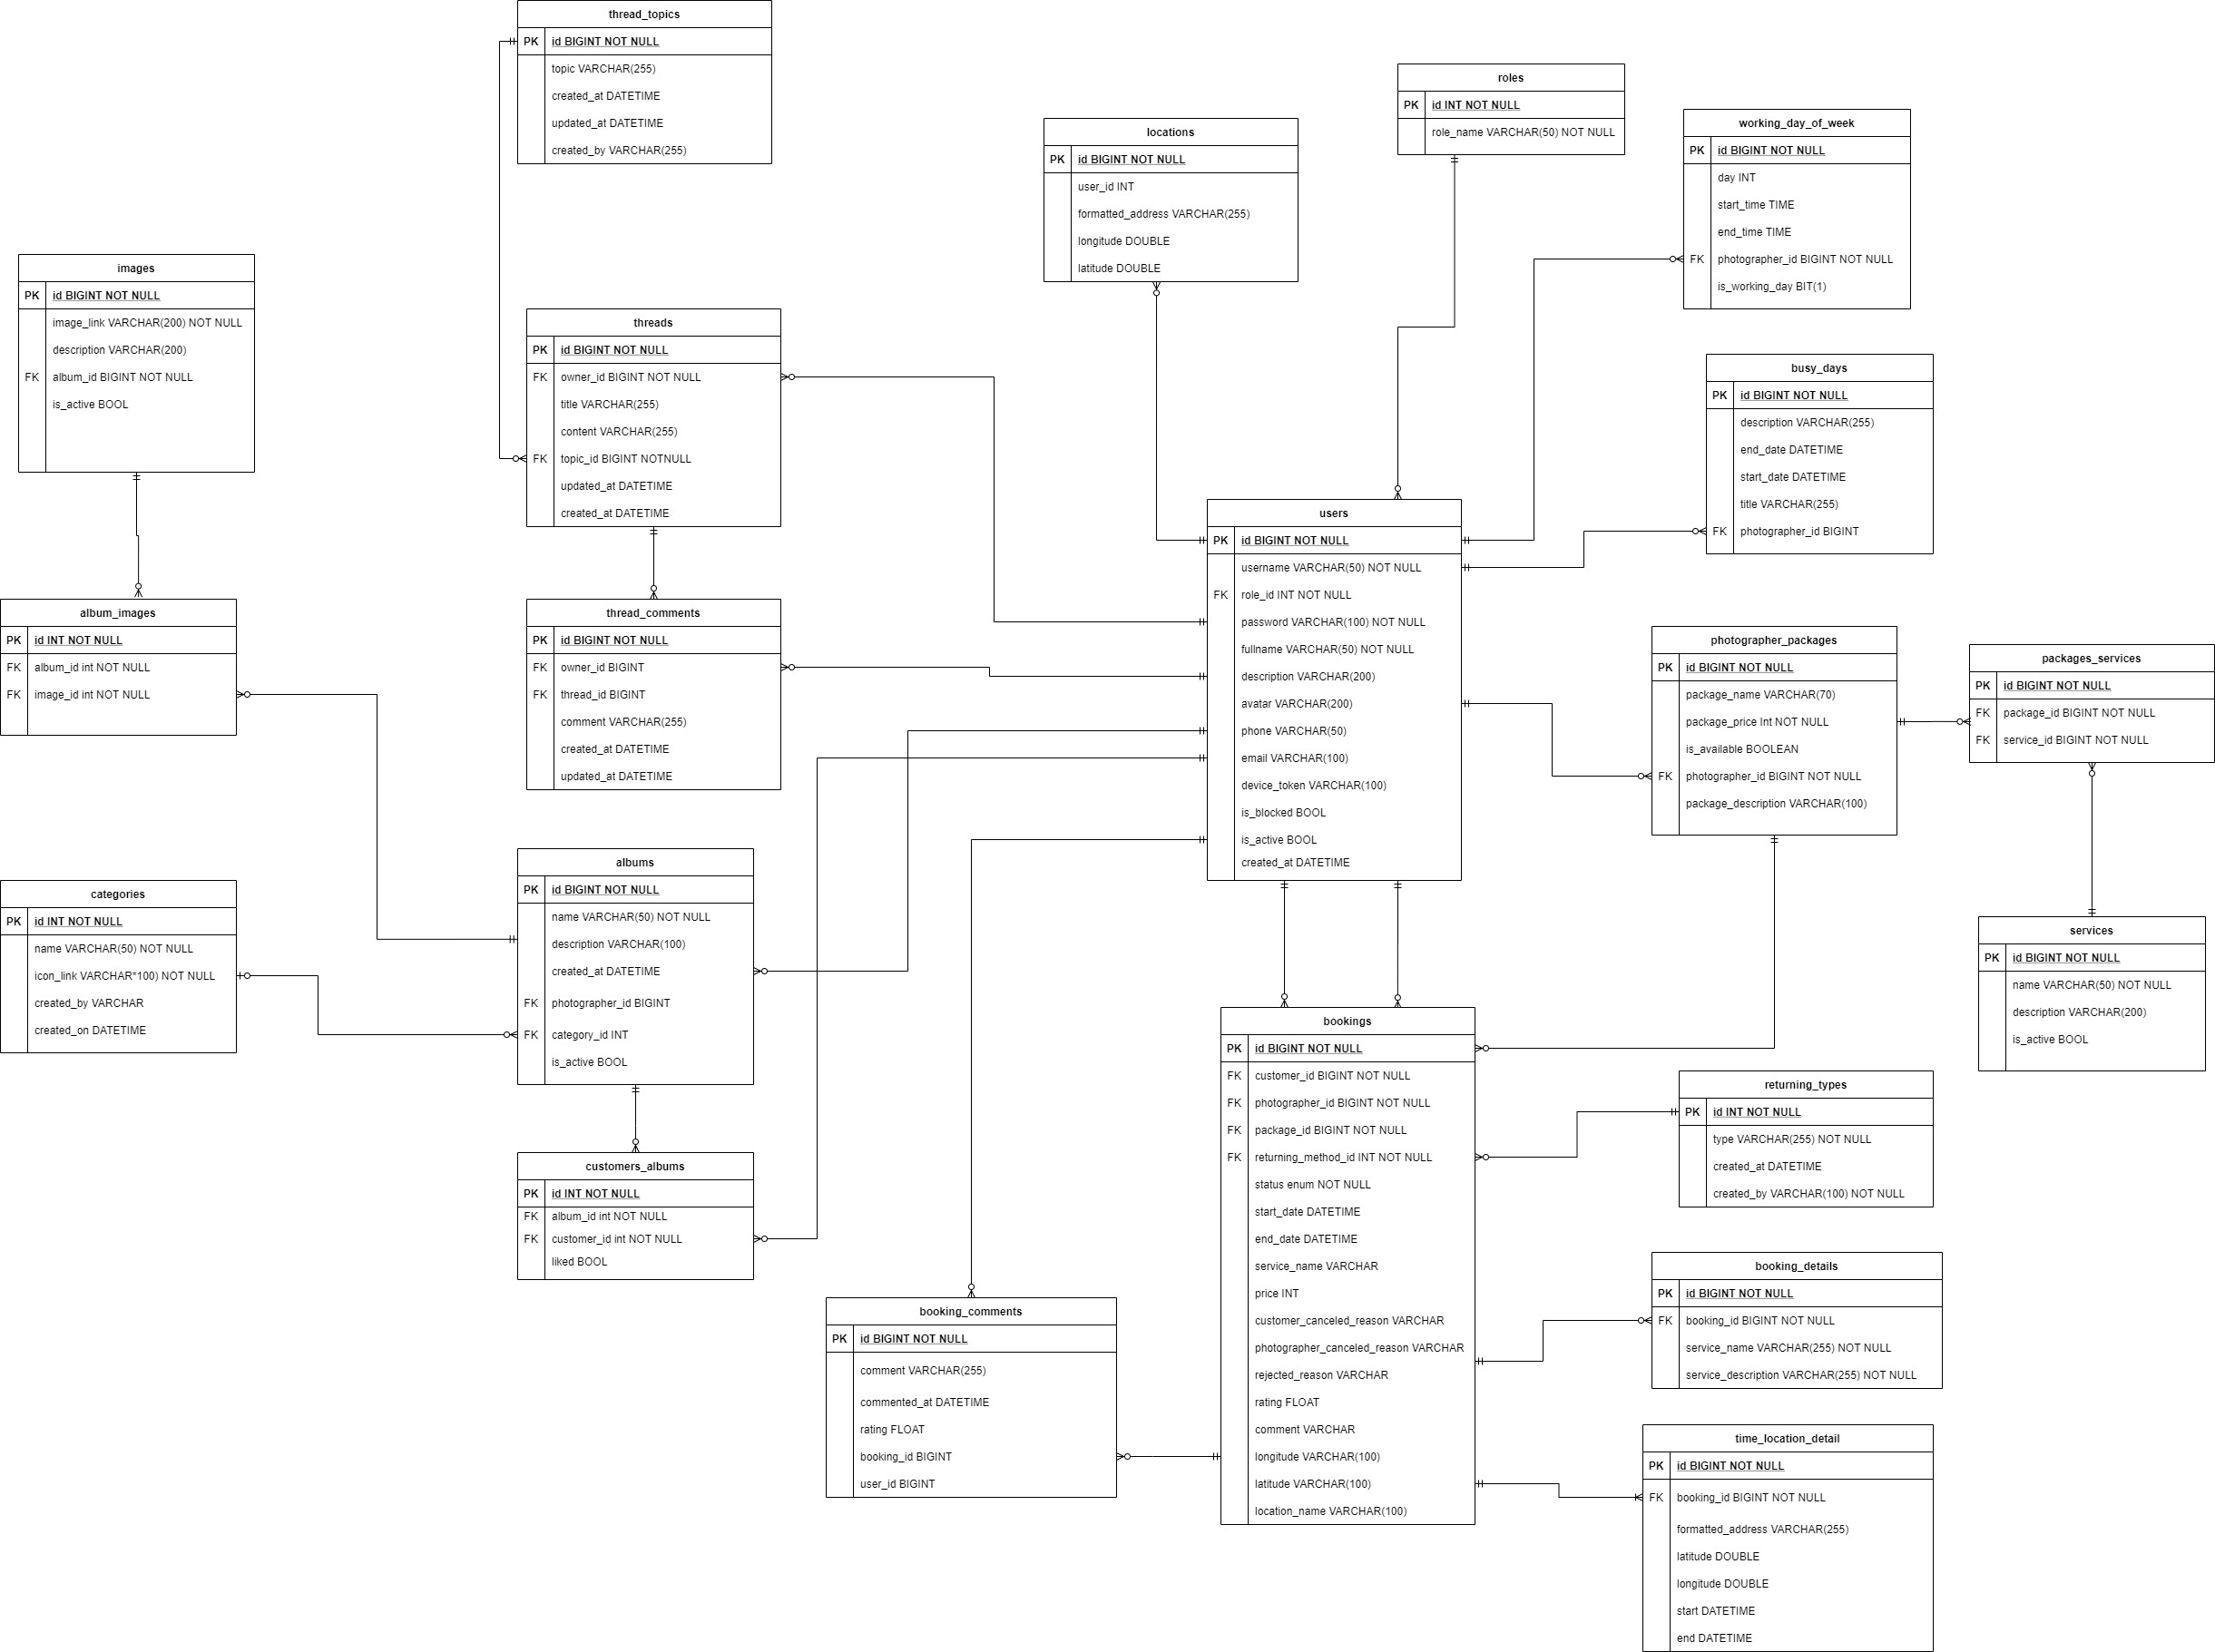 thread_topics
PK id BIGINT NOT NULL
topic VARCHAR(255)
created_at DATETIME
updated_at DATETIME
created_by VARCHAR(255)
roles
PK id INT NOT NULL
role_name VARCHAR(50) NOT NULL
working_day_of_week
PK id BIGINT NOT NULL
day INT
start_time TIME
end_time TIME
FK photographer_id BIGINT NOT NULL
is_working_day BIT(1)
locations
PK id BIGINT NOT NULL
user_id INT
formatted_address VARCHAR(255)
longitude DOUBLE
latitude DOUBLE
images
PK id BIGINT NOT NULL
image_link VARCHAR(200) NOT NULL
description VARCHAR(200)
FK album_id BIGINT NOT NULL
is_active BOOL
threads
PK id BIGINT NOT NULL
FK owner_id BIGINT NOT NULL
title VARCHAR(255)
content VARCHAR(255)
FK topic_id BIGINT NOTNULL
updated_at DATETIME
created_at DATETIME
busy_days
PK id BIGINT NOT NULL
description VARCHAR(255)
end_date DATETIME
start_date DATETIME
title VARCHAR(255)
FK photographer_id BIGINT
users
PK id BIGINT NOT NULL
username VARCHAR(50) NOT NULL
FK role_id INT NOT NULL
password VARCHAR(100) NOT NULL
fullname VARCHAR(50) NOT NULL
description VARCHAR(200)
avatar VARCHAR(200)
phone VARCHAR(50)
email VARCHAR(100)
device_token VARCHAR(100)
is_blocked BOOL
is_active BOOL
created_at DATETIME
album_images
PK id INT NOT NULL
FK album_id int NOT NULL
FK image_id int NOT NULL
thread_comments
PK id BIGINT NOT NULL
FK owner_id BIGINT
FK thread_id BIGINT
comment VARCHAR(255)
created_at DATETIME
updated_at DATETIME
photographer_packages
PK id BIGINT NOT NULL
package_name VARCHAR(70)
package_price Int NOT NULL
is_available BOOLEAN
FK photographer_id BIGINT NOT NULL
package_description VARCHAR(100)
packages_services
PK id BIGINT NOT NULL
FK package_id BIGINT NOT NULL
FK service_id BIGINT NOT NULL
categories
PK id INT NOT NULL
name VARCHAR(50) NOT NULL
icon_link VARCHAR*100) NOT NULL
created_by VARCHAR
created_on DATETIME
albums
PK id BIGINT NOT NULL
name VARCHAR(50) NOT NULL
description VARCHAR(100)
created_at DATETIME
FK photographer_id BIGINT
FK category_id INT
is_active BOOL
services
PK id BIGINT NOT NULL
name VARCHAR(50) NOT NULL
description VARCHAR(200)
is_active BOOL
bookings
PK id BIGINT NOT NULL
FK customer_id BIGINT NOT NULL
FK photographer_id BIGINT NOT NULL
FK package_id BIGINT NOT NULL
FK returning_method_id INT NOT NULL
status enum NOT NULL
start_date DATETIME
end_date DATETIME
service_name VARCHAR
price INT
customer_canceled_reason VARCHAR
photographer_canceled_reason VARCHAR
rejected_reason VARCHAR
rating FLOAT
comment VARCHAR
longitude VARCHAR(100)
latitude VARCHAR(100)
location_name VARCHAR(100)
returning_types
PK id INT NOT NULL
type VARCHAR(255) NOT NULL
created_at DATETIME
created_by VARCHAR(100) NOT NULL
customers_albums
PK id INT NOT NULL
FK album_id int NOT NULL
FK customer_id int NOT NULL
liked BOOL
booking_details
PK id BIGINT NOT NULL
FK booking_id BIGINT NOT NULL
service_name VARCHAR(255) NOT NULL
service_description VARCHAR(255) NOT NULL
booking_comments
PK id BIGINT NOT NULL
comment VARCHAR(255)
commented_at DATETIME
rating FLOAT
booking_id BIGINT
user_id BIGINT
time_location_detail
PK id BIGINT NOT NULL
FK booking_id BIGINT NOT NULL
formatted_address VARCHAR(255)
latitude DOUBLE
longitude DOUBLE
start DATETIME
end DATETIME